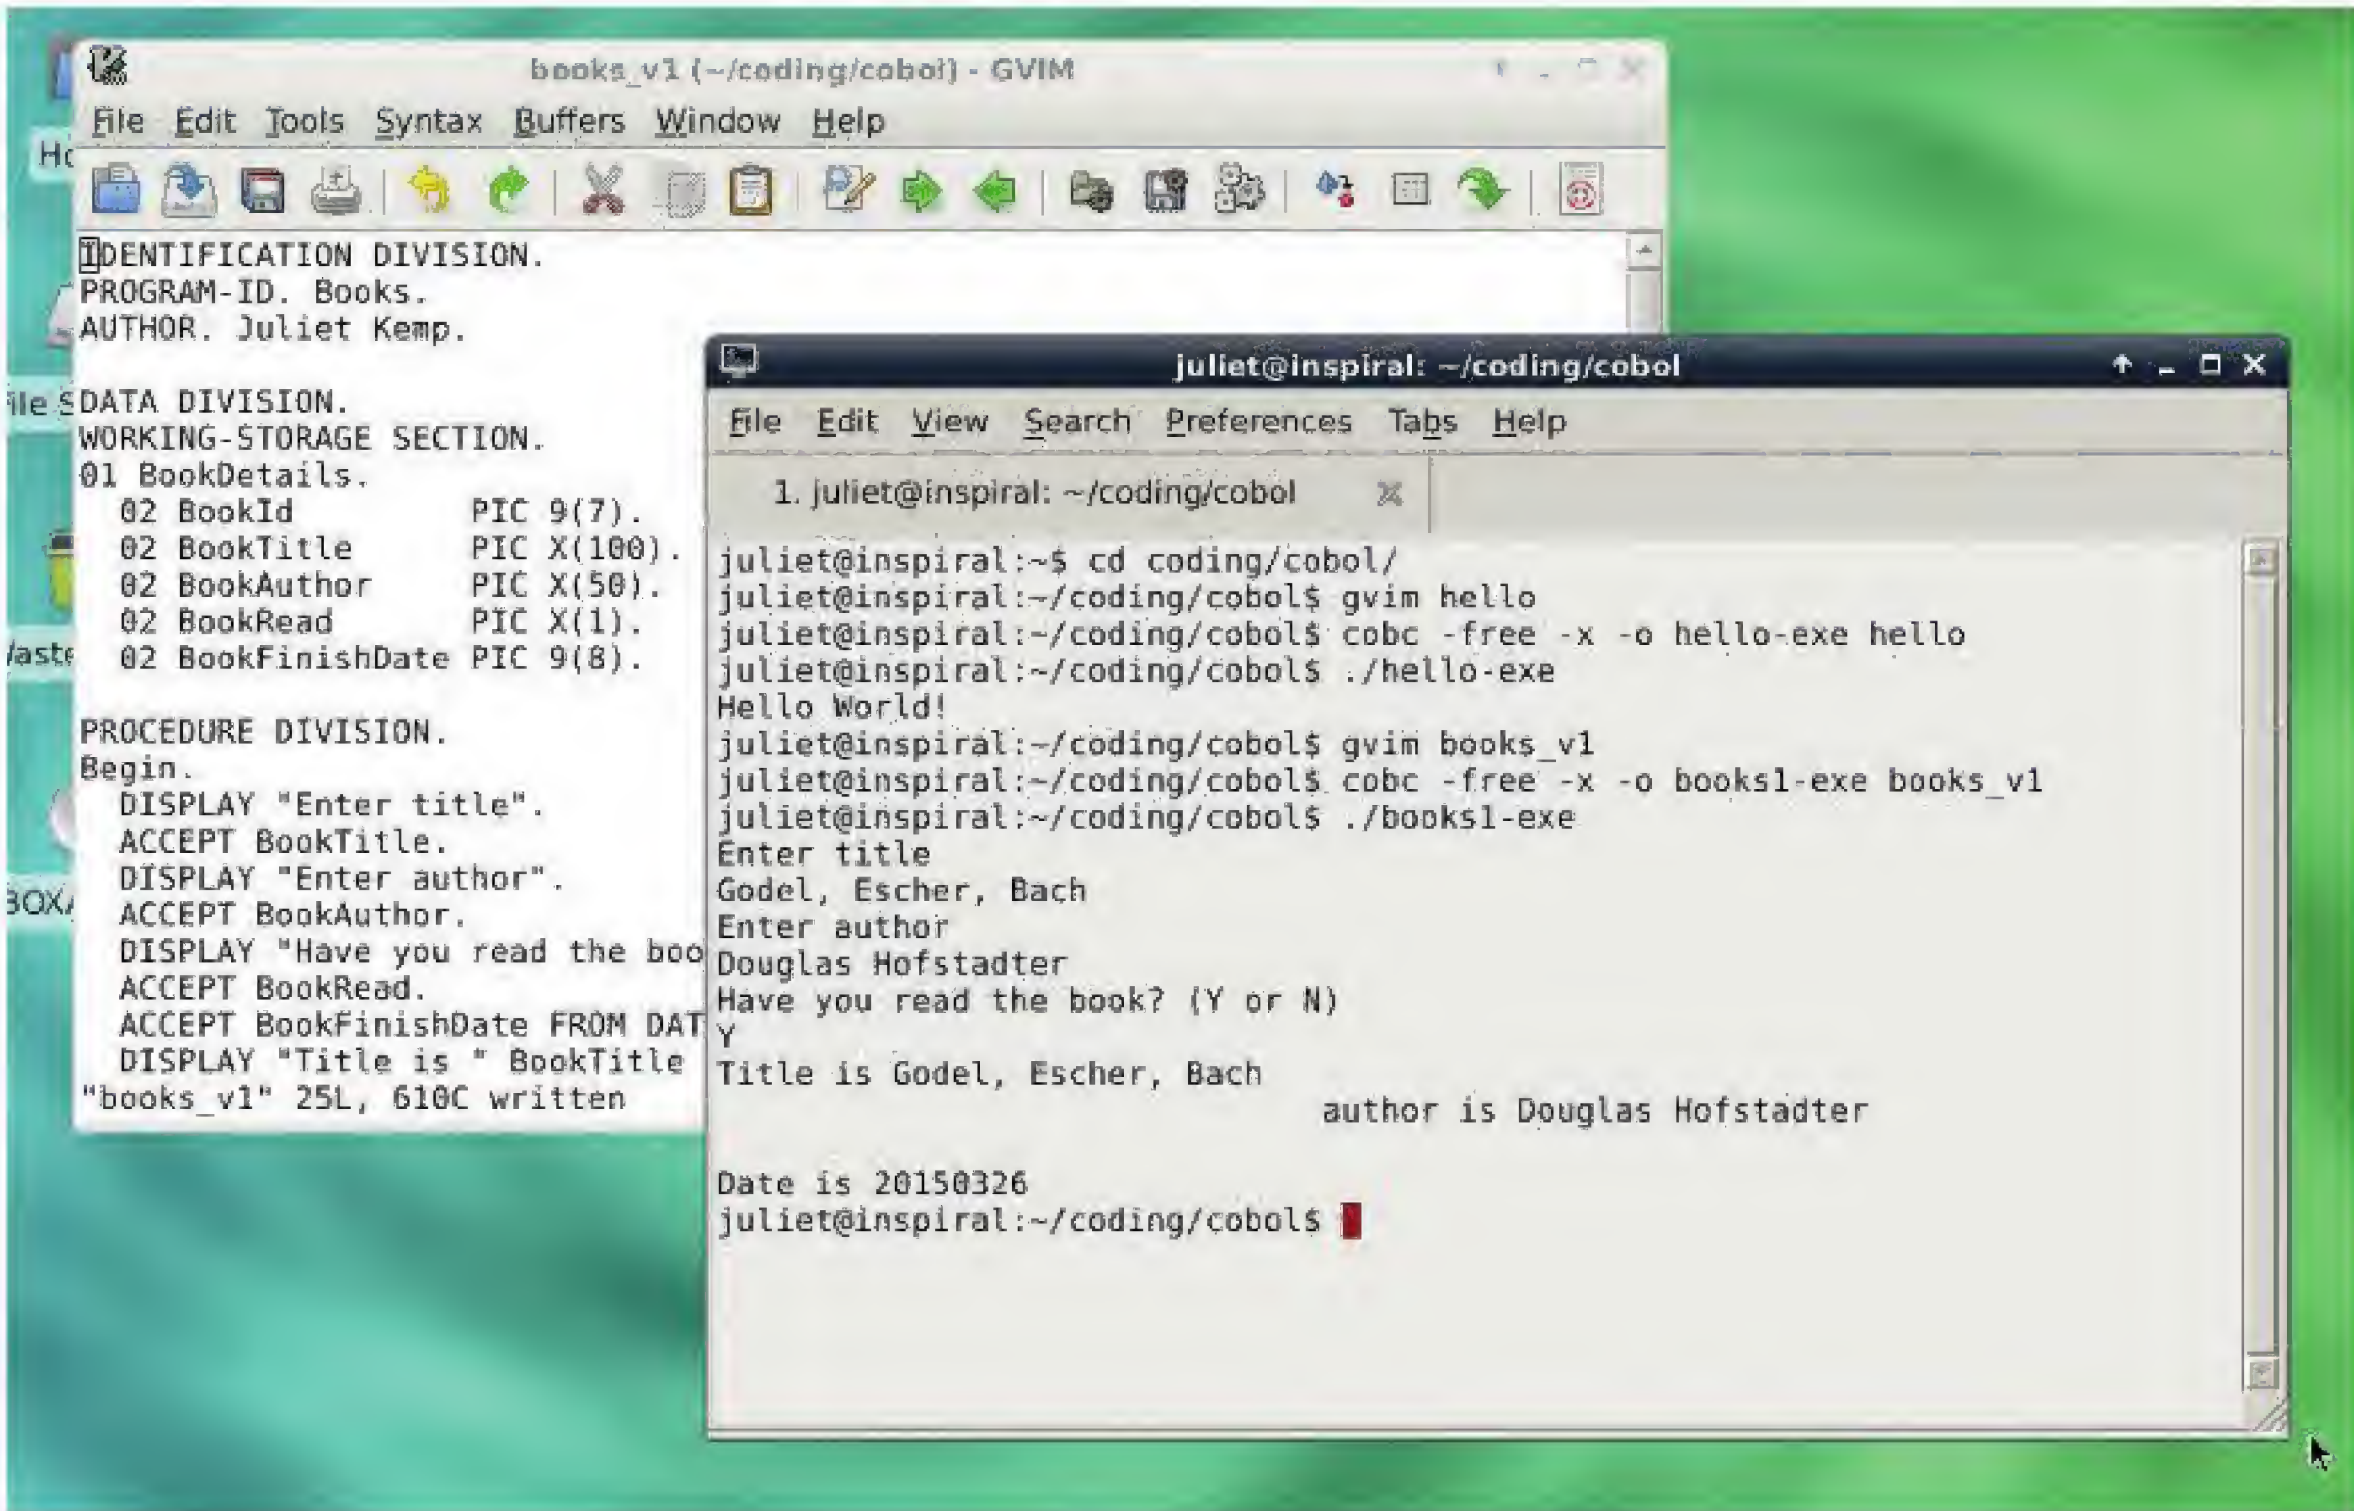 books_v1 (~/coding/cobol) - GVIM
File Edit Tools Syntax Buffers Window Help
IDENTIFICATION DIVISION.
PROGRAM-ID. Books.
AUTHOR. Juliet Kemp.
DATA DIVISION.
WORKING-STORAGE SECTION.
01 BookDetails.
02 BookId PIC 9(7).
02 BookTitle PIC X(100).
02 BookAuthor PIC X(50).
02 BookRead PIC X(1).
02 BookFinishDate PIC 9(8).
PROCEDURE DIVISION.
Begin.
DISPLAY "Enter title".
ACCEPT BookTitle.
DISPLAY "Enter author".
ACCEPT BookAuthor.
DISPLAY "Have you read the boo
ACCEPT BookRead.
ACCEPT BookFinishDate FROM DAT
DISPLAY "Title is " BookTitle
"books_v1" 25L, 610C written
juliet@inspiral: ~/coding/cobol
File Edit View Search Preferences Tabs Help
1. juliet@inspiral: ~/coding/cobol
juliet@inspiral:~$ cd coding/cobol/
juliet@inspiral:~/coding/cobol$ gvim hello
juliet@inspiral:~/coding/cobol$ cobc -free -x -o hello-exe hello
juliet@inspiral:~/coding/cobol$ ./hello-exe
Hello World!
juliet@inspiral:~/coding/cobol$ gvim books_v1
juliet@inspiral:~/coding/cobol$ cobc -free -x -o books1-exe books_v1
juliet@inspiral:~/coding/cobol$ ./books1-exe
Enter title
Godel, Escher, Bach
Enter author
Douglas Hofstadter
Have you read the book? (Y or N)
Y
Title is Godel, Escher, Bach
author is Douglas Hofstadter
Date is 20150326
juliet@inspiral:~/coding/cobol$